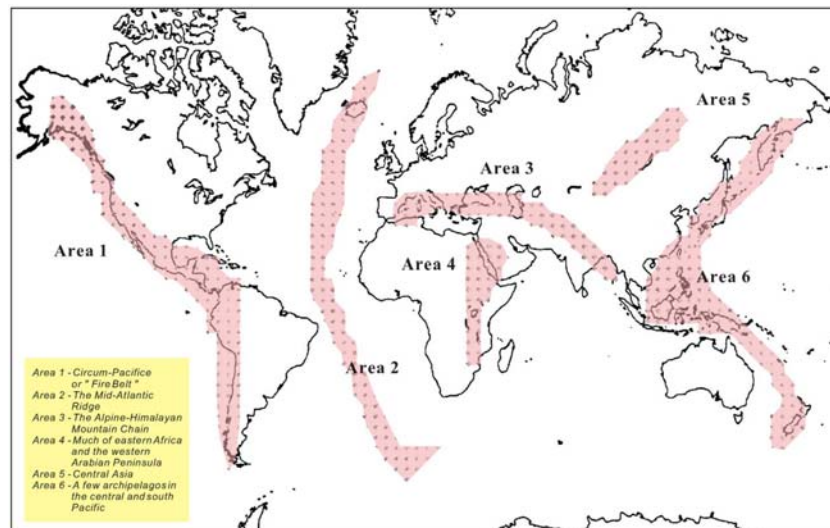 Area 5
Area 3
Area 1
Area 4
Area 6
Area 2
Area 1 - Circum-Pacifice
or " Fire Belt "
Area 2 - The Mid-Atlantic
Ridge
Area 3 - The Alpine-Himalayan
Mountain Chain
Area 4 - Much of eastern Africa
and the western
Arabian Peninsula
Area 5 - Central Asia
Area 6 - A few archipelagos in
the central and south
Pacific